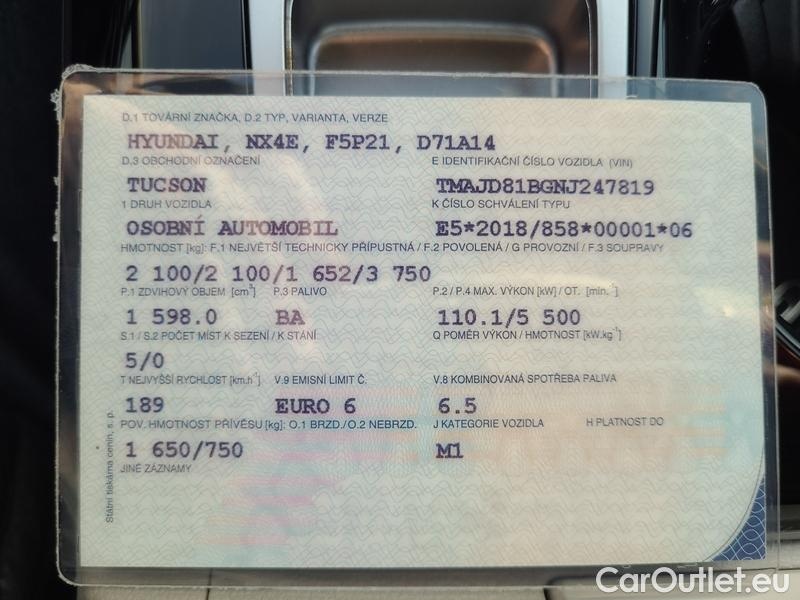 D.1 TOVÁRNÍ ZNAČKA, D.2 TYP, VARIANTA, VERZE
HYUNDAI, NX4E, F5P21, D71A14
D.3 OBCHODNÍ OZNAČENÍ E IDENTIFIKAČNÍ ČÍSLO VOZIDLA (VIN)
TUCSON TMAJD81BGNJ247819
1 DRUH VOZIDLA K ČÍSLO SCHVÁLENÍ TYPU
OSOBNÍ AUTOMOBIL E5*2018/858*00001*06
HMOTNOST [kg]: F.1 NEJVĚTŠÍ TECHNICKY PŘÍPUSTNÁ / F.2 POVOLENÁ / G PROVOZNÍ / F.3 SOUPRAVY
2 100/2 100/1 652/3 750
P.1 ZDVIHOVÝ OBJEM [cm³] P.3 PALIVO P.2 / P.4 MAX. VÝKON [kW] / OT. [min.⁻¹]
1 598.0 BA 110.1/5 500
S.1 / S.2 POČET MÍST K SEZENÍ / K STÁNÍ Q POMĚR VÝKON / HMOTNOST [kW.kg⁻¹]
5/0
T NEJVYŠŠÍ RYCHLOST [km.h⁻¹] V.9 EMISNÍ LIMIT Č. V.8 KOMBINOVANÁ SPOTŘEBA PALIVA
189 EURO 6 6.5
POV. HMOTNOST PŘÍVĚSU [kg]: O.1 BRZD./O.2 NEBRZD. J KATEGORIE VOZIDLA H PLATNOST DO
1 650/750 M1
JINÉ ZÁZNAMY
Státní tiskárna cenin, s. p.
CarOutlet.eu